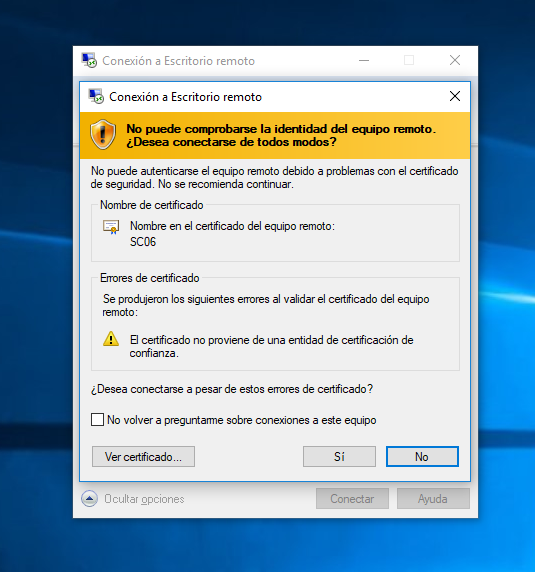 Conexión a Escritorio remoto
Conexión a Escritorio remoto
No puede comprobarse la identidad del equipo remoto.
¿Desea conectarse de todos modos?
No puede autenticarse el equipo remoto debido a problemas con el certificado
de seguridad. No se recomienda continuar.
Nombre de certificado
Nombre en el certificado del equipo remoto:
SC06
Errores de certificado
Se produjeron los siguientes errores al validar el certificado del equipo
remoto:
El certificado no proviene de una entidad de certificación de
confianza.
¿Desea conectarse a pesar de estos errores de certificado?
No volver a preguntarme sobre conexiones a este equipo
Ver certificado... Sí No
Ocultar opciones Conectar Ayuda